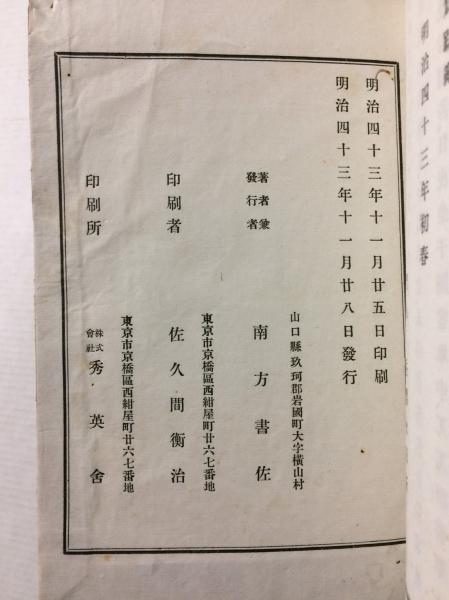 明治四十三年初春
明治四十三年十一月廿五日印刷
明治四十三年十一月廿八日發行
山口縣玖珂郡岩國町大字橫山村
著者兼
發行者
南方書佐
東京市京橋區西紺屋町廿六七番地
印刷者
佐久間衡治
東京市京橋區西紺屋町廿六七番地
印刷所
株式
會社
秀英舍